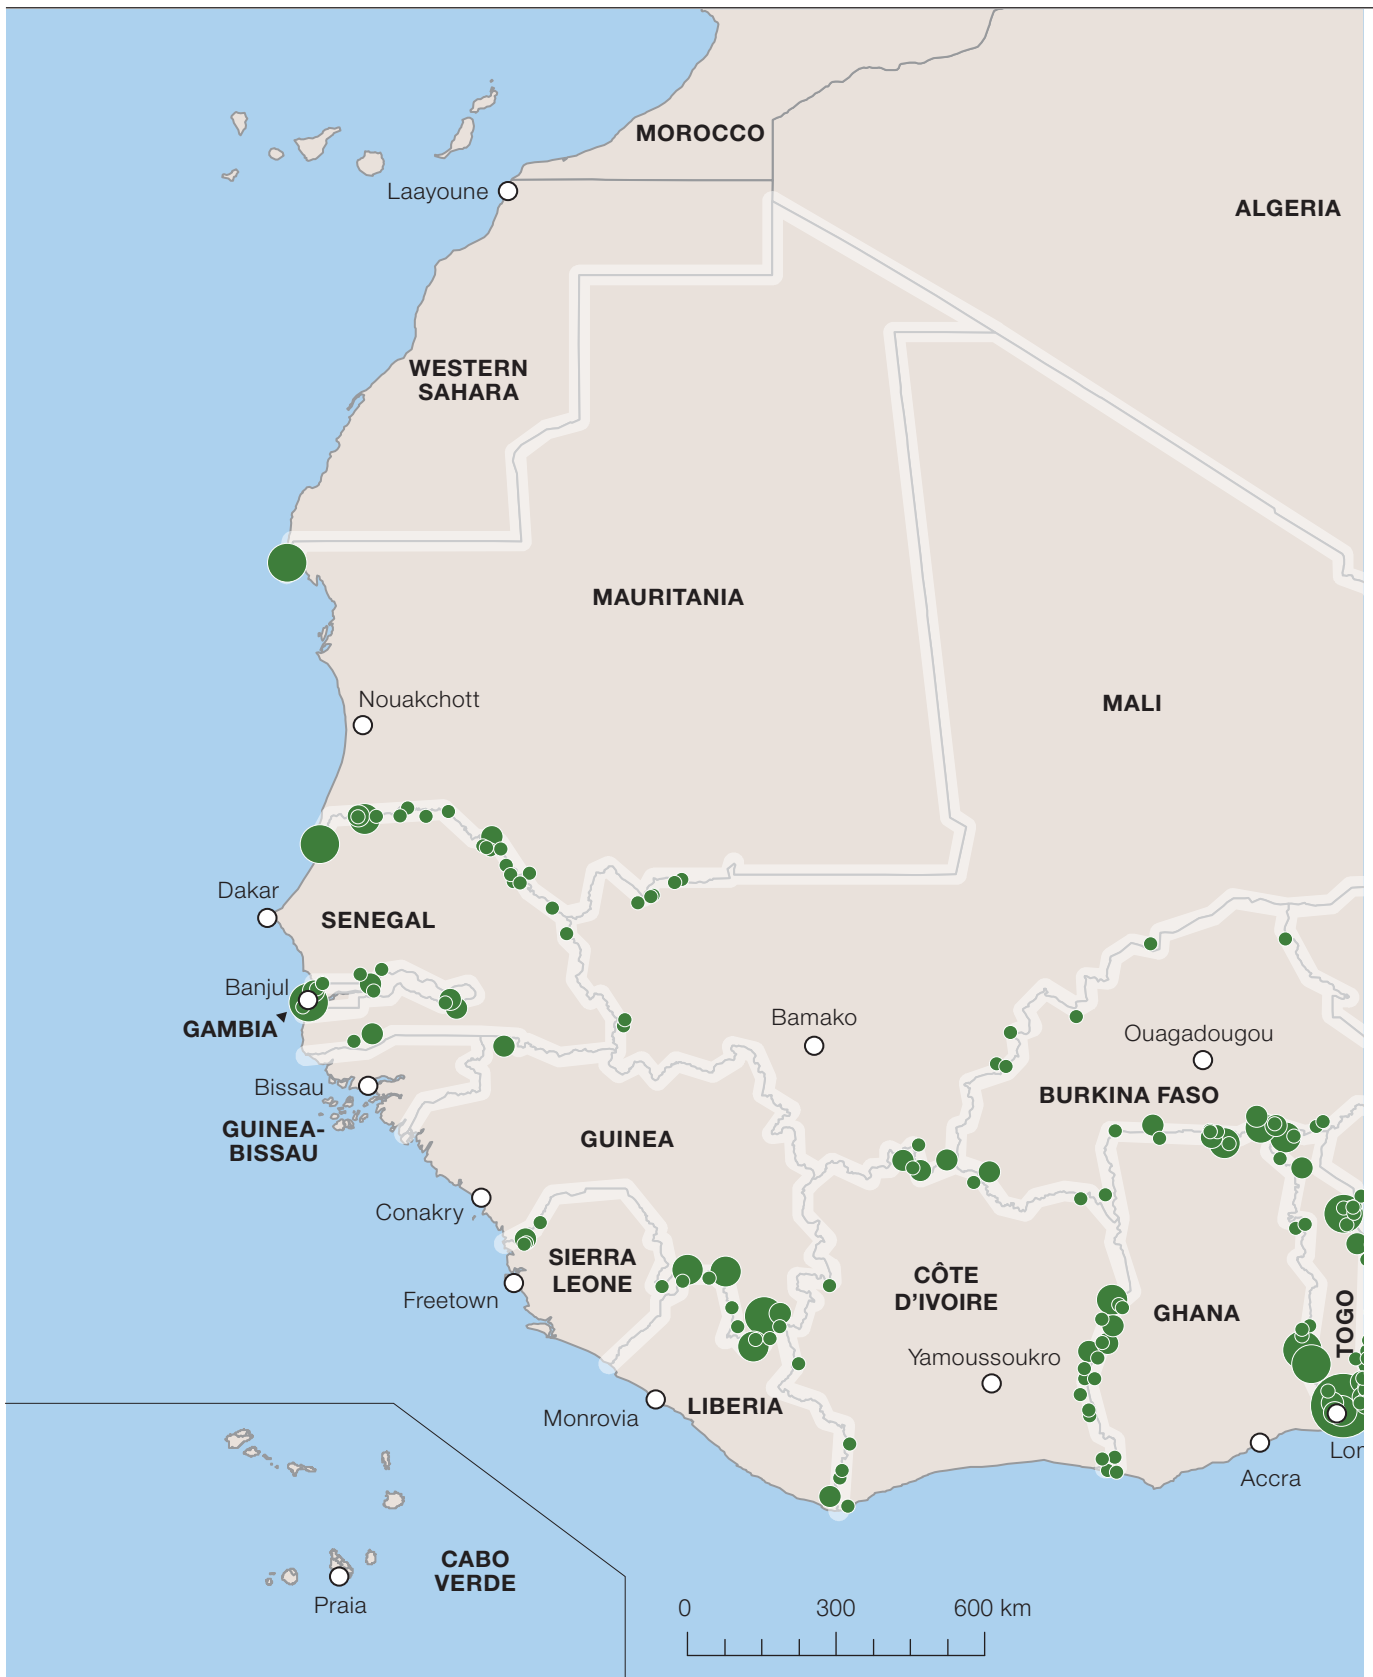 MOROCCO
Laayoune
ALGERIA
WESTERN
SAHARA
MAURITANIA
Nouakchott
MALI
Dakar
SENEGAL
Banjul
GAMBIA
Bamako
Ouagadougou
Bissau
BURKINA FASO
GUINEA-
BISSAU
GUINEA
Conakry
SIERRA
LEONE
Freetown
CÔTE
D'IVOIRE
GHANA
TOGO
Yamoussoukro
Monrovia
LIBERIA
Lor
Accra
CABO
VERDE
Praia
0 300 600 km